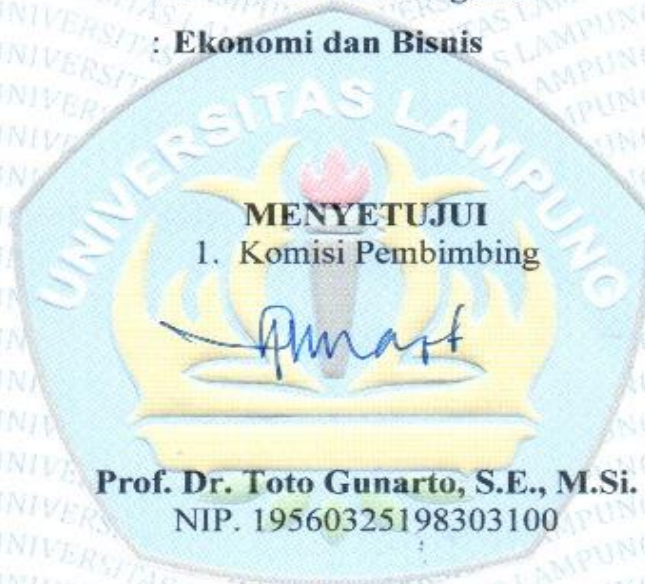 : Ekonomi dan Bisnis
UNIVERSITAS LAMPUNG
MENYETUJUI
1. Komisi Pembimbing
Prof. Dr. Toto Gunarto, S.E., M.Si.
NIP. 19560325198303100